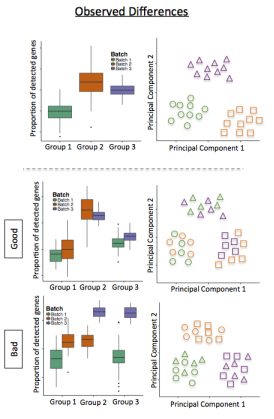 Observed Differences
Proportion of detected genes
Batch
Batch 1
Batch 2
Batch 3
Group 1 Group 2 Group 3
Principal Component 2
Principal Component 1
Good
Proportion of detected genes
Batch
Batch 1
Batch 2
Batch 3
Group 1 Group 2 Group 3
Principal Component 2
Principal Component 1
Bad
Proportion of detected genes
Batch
Batch 1
Batch 2
Batch 3
Group 1 Group 2 Group 3
Principal Component 2
Principal Component 1